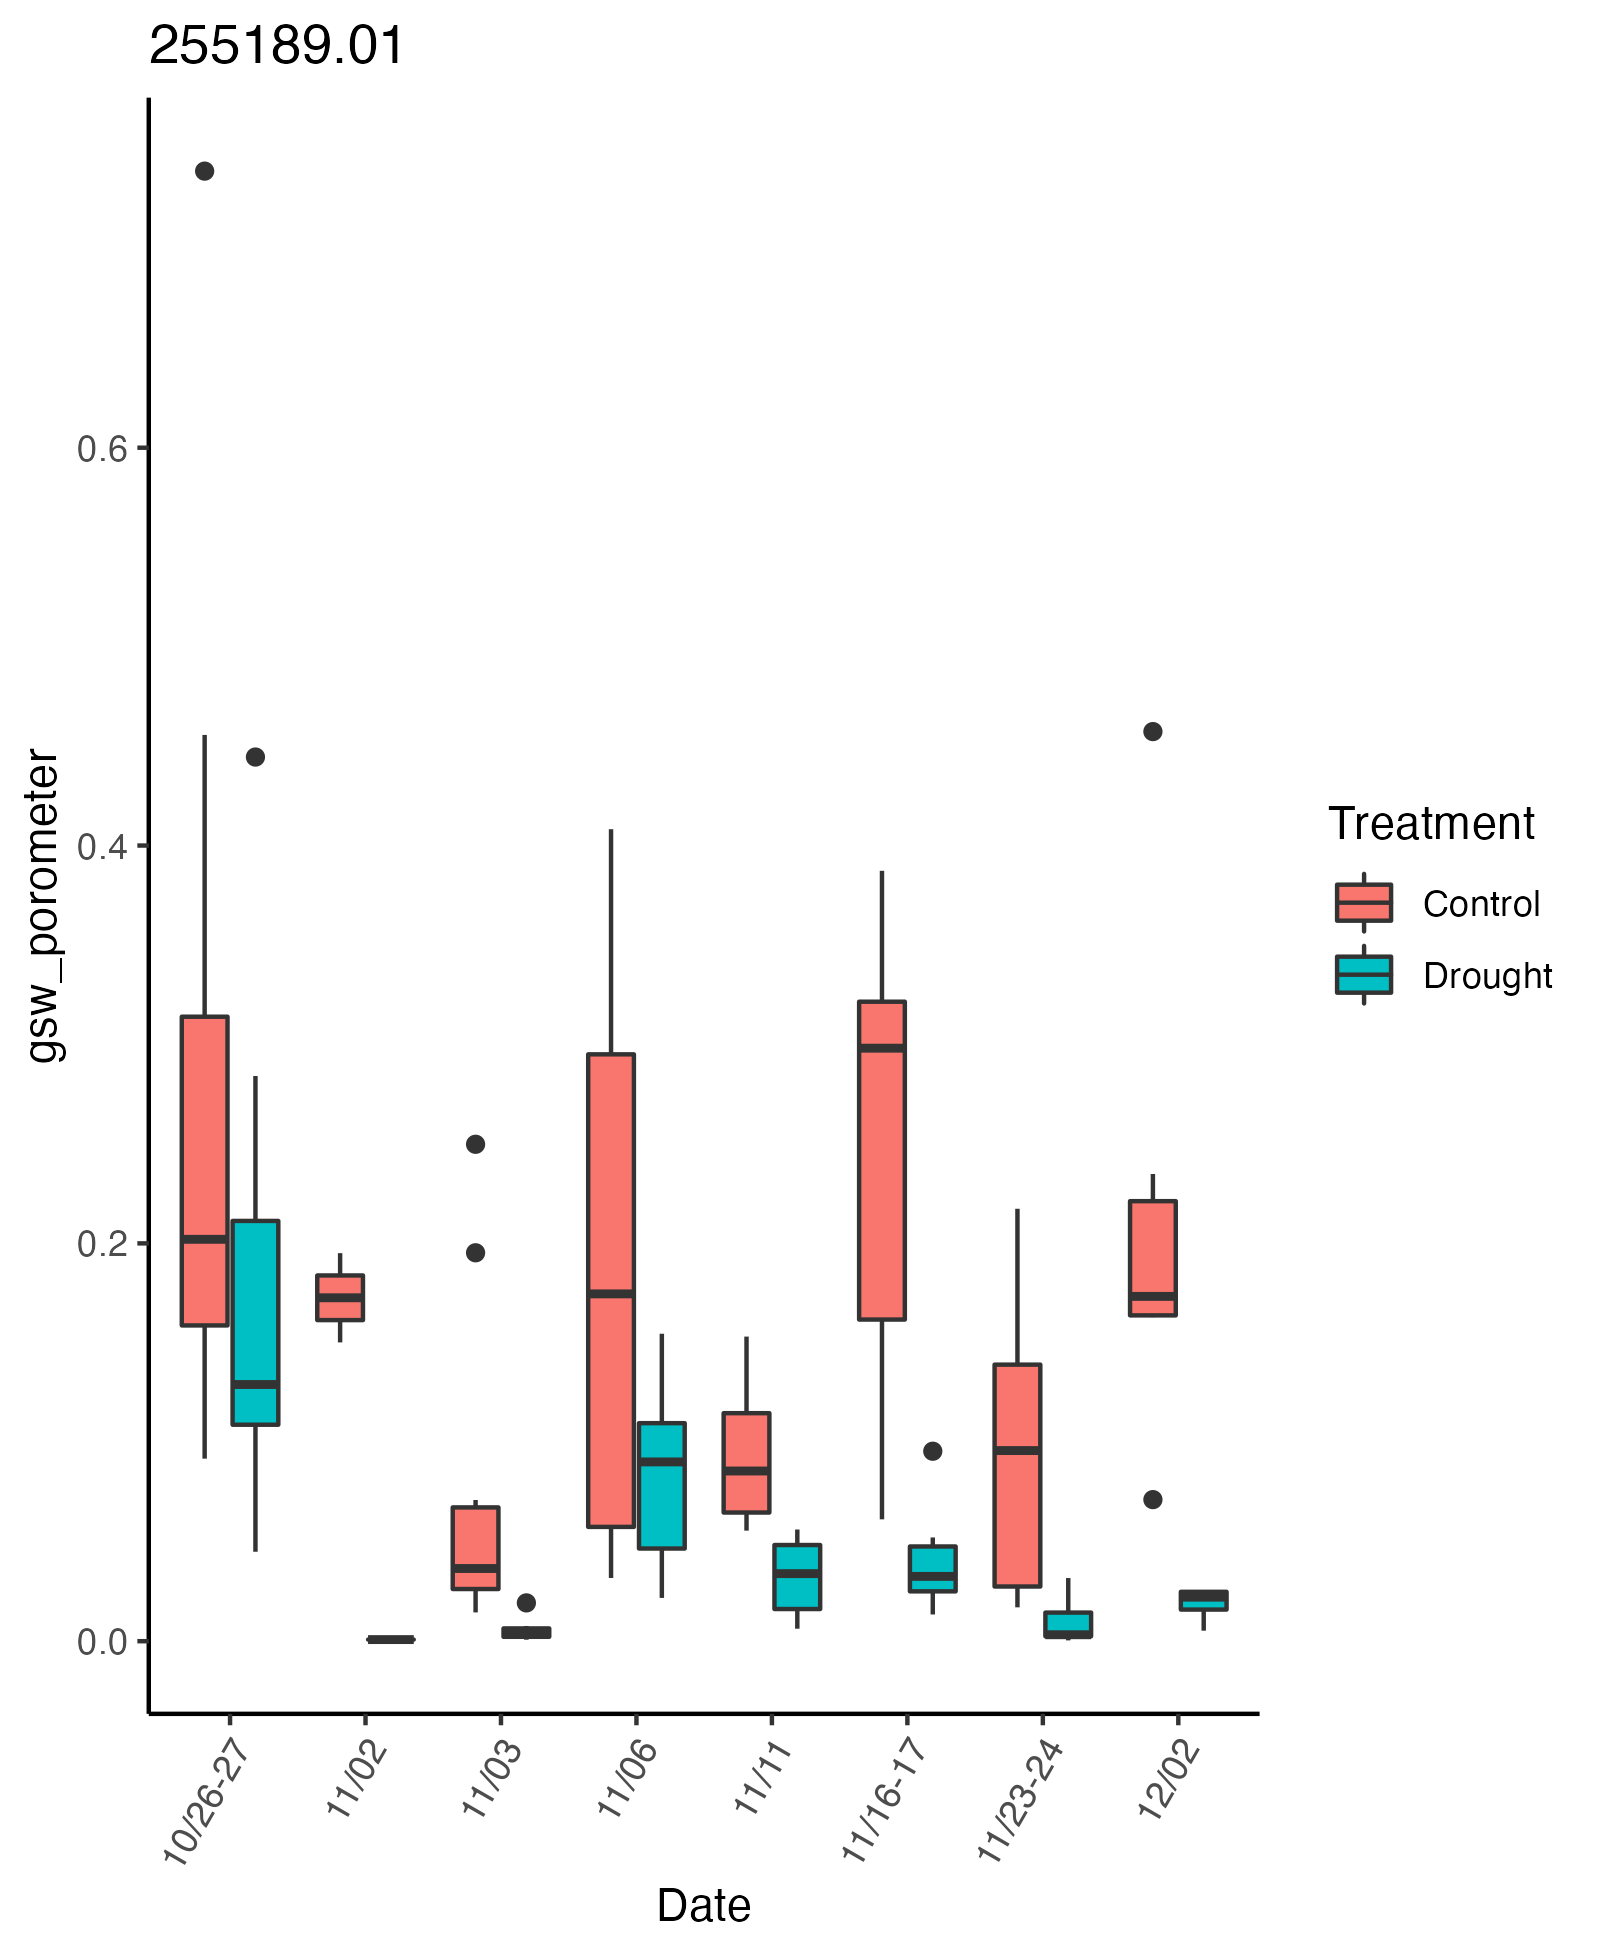 255189.01
gsw_porometer
0.6
0.4
0.2
0.0
10/26-27
11/02
11/03
11/06
11/11
11/16-17
11/23-24
12/02
Date
Treatment
Control
Drought